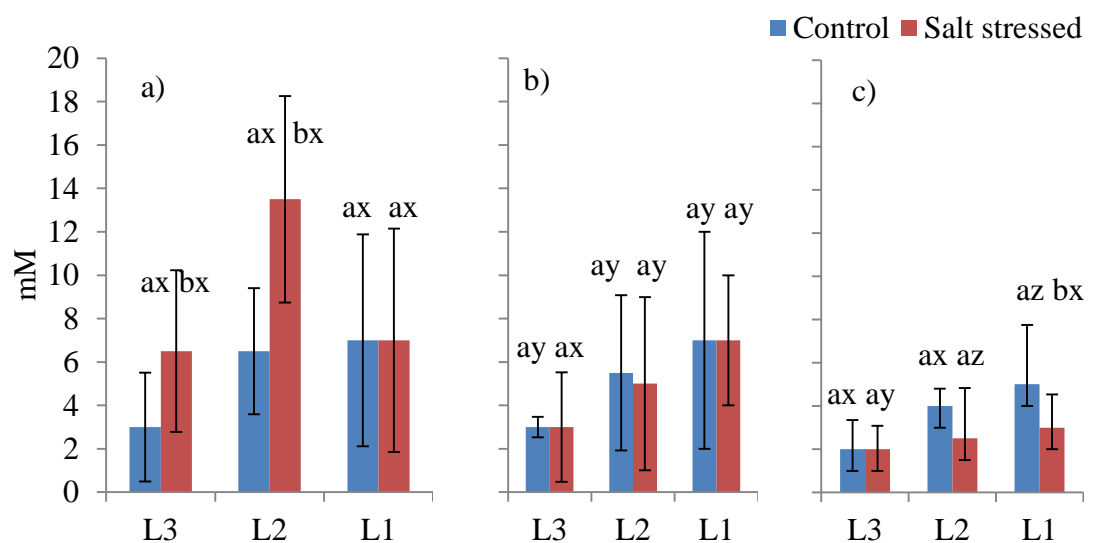 Control Salt stressed
a) b) c)
mM
20
18
16
14
12
10
8
6
4
2
0
ax bx
ax bx
ax ax
ay ax
ay ay
ay ay
ax ay
ax az
az bx
L3 L2 L1 L3 L2 L1 L3 L2 L1